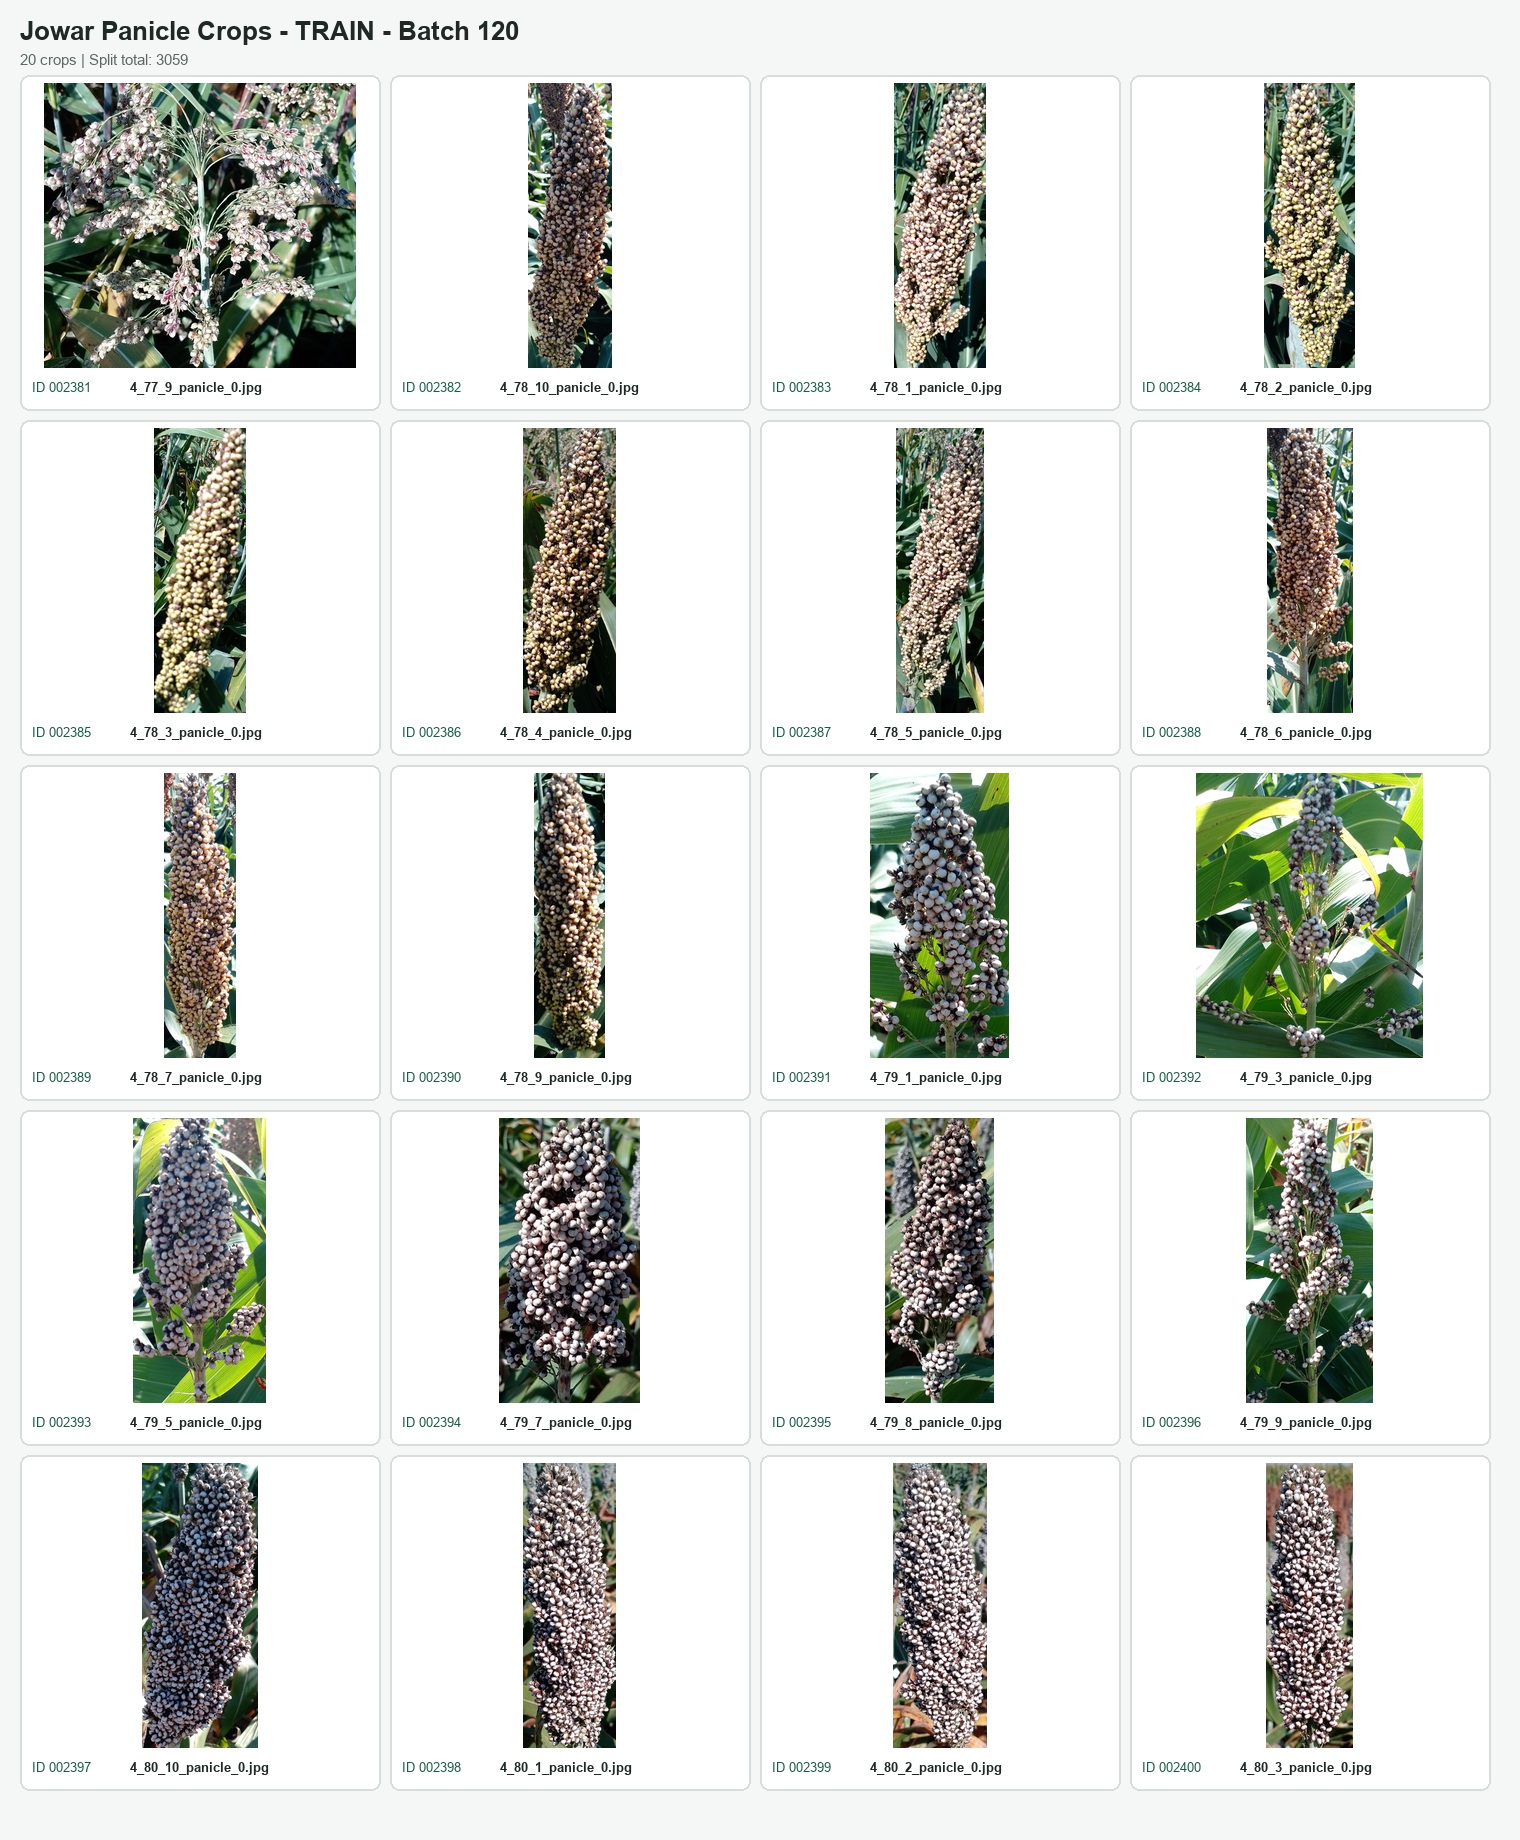 Jowar Panicle Crops - TRAIN - Batch 120
20 crops | Split total: 3059
ID 002381 4_77_9_panicle_0.jpg
ID 002382 4_78_10_panicle_0.jpg
ID 002383 4_78_1_panicle_0.jpg
ID 002384 4_78_2_panicle_0.jpg
ID 002385 4_78_3_panicle_0.jpg
ID 002386 4_78_4_panicle_0.jpg
ID 002387 4_78_5_panicle_0.jpg
ID 002388 4_78_6_panicle_0.jpg
ID 002389 4_78_7_panicle_0.jpg
ID 002390 4_78_9_panicle_0.jpg
ID 002391 4_79_1_panicle_0.jpg
ID 002392 4_79_3_panicle_0.jpg
ID 002393 4_79_5_panicle_0.jpg
ID 002394 4_79_7_panicle_0.jpg
ID 002395 4_79_8_panicle_0.jpg
ID 002396 4_79_9_panicle_0.jpg
ID 002397 4_80_10_panicle_0.jpg
ID 002398 4_80_1_panicle_0.jpg
ID 002399 4_80_2_panicle_0.jpg
ID 002400 4_80_3_panicle_0.jpg